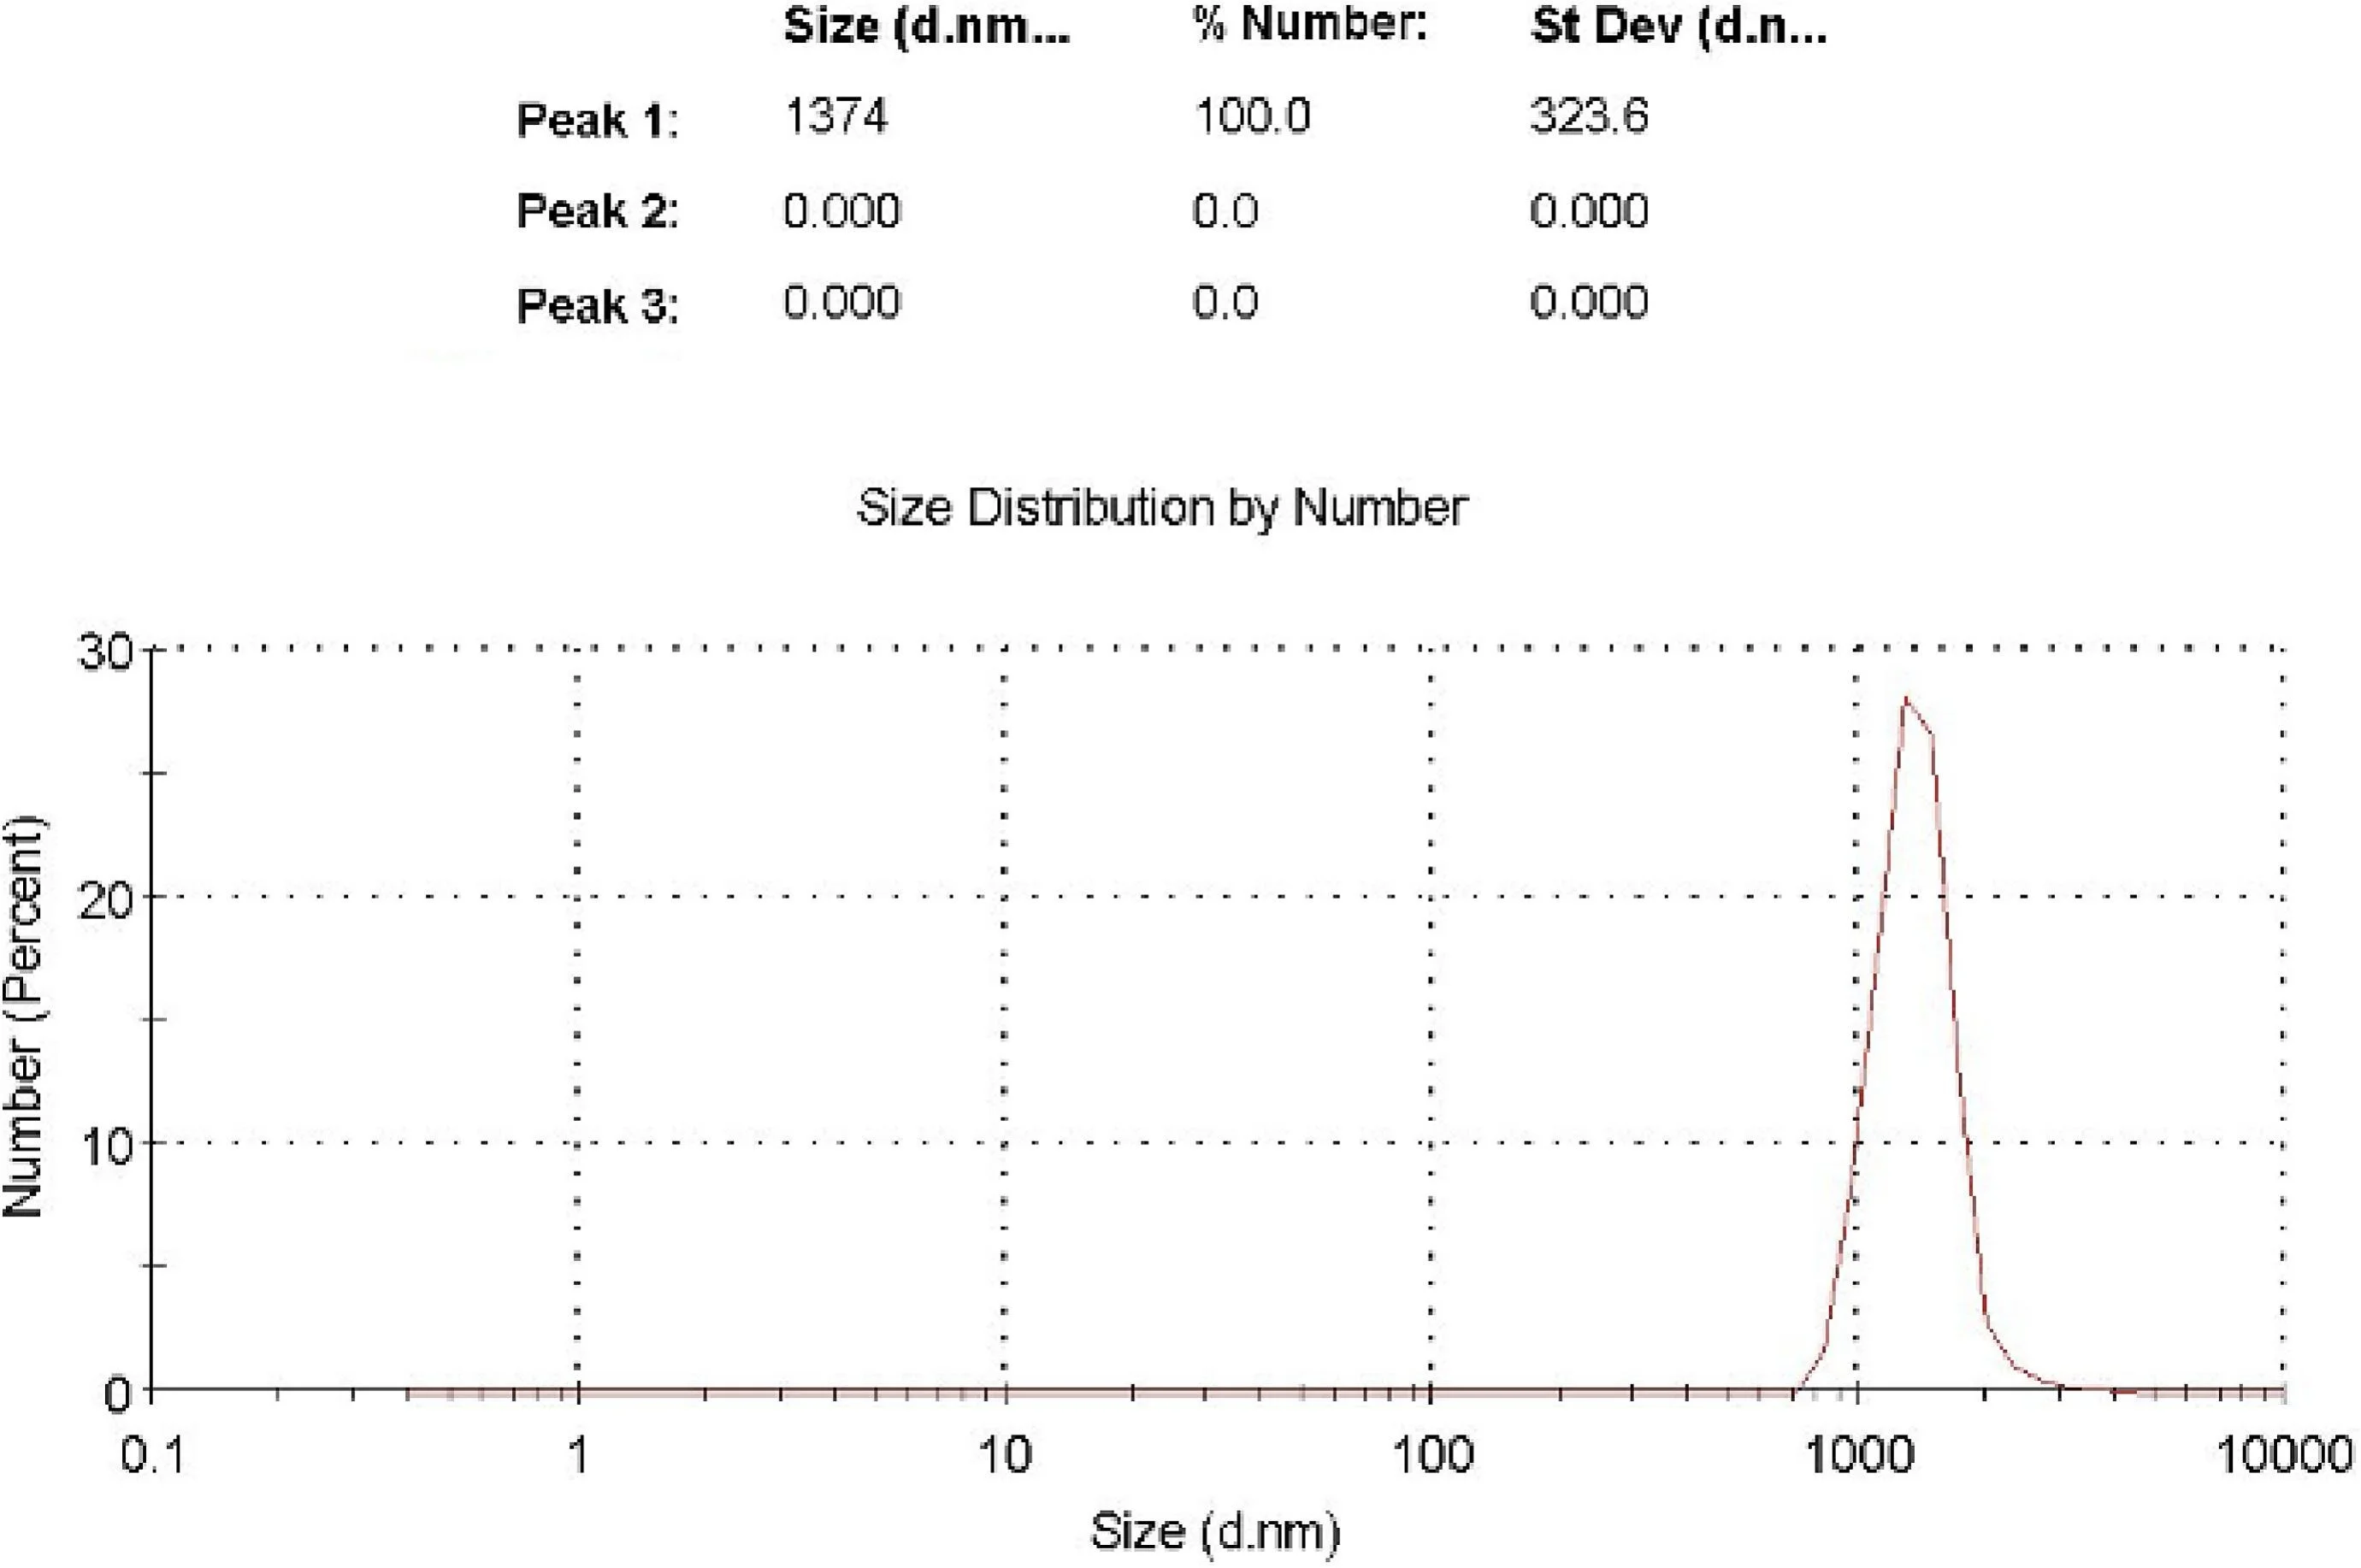 Size (d.nm... % Number: St Dev (d.n...
Peak 1: 1374 100.0 323.6
Peak 2: 0.000 0.0 0.000
Peak 3: 0.000 0.0 0.000
Size Distribution by Number
Number (Percent)
30
20
10
0
0.1 1 10 100 1000 10000
Size (d.nm)